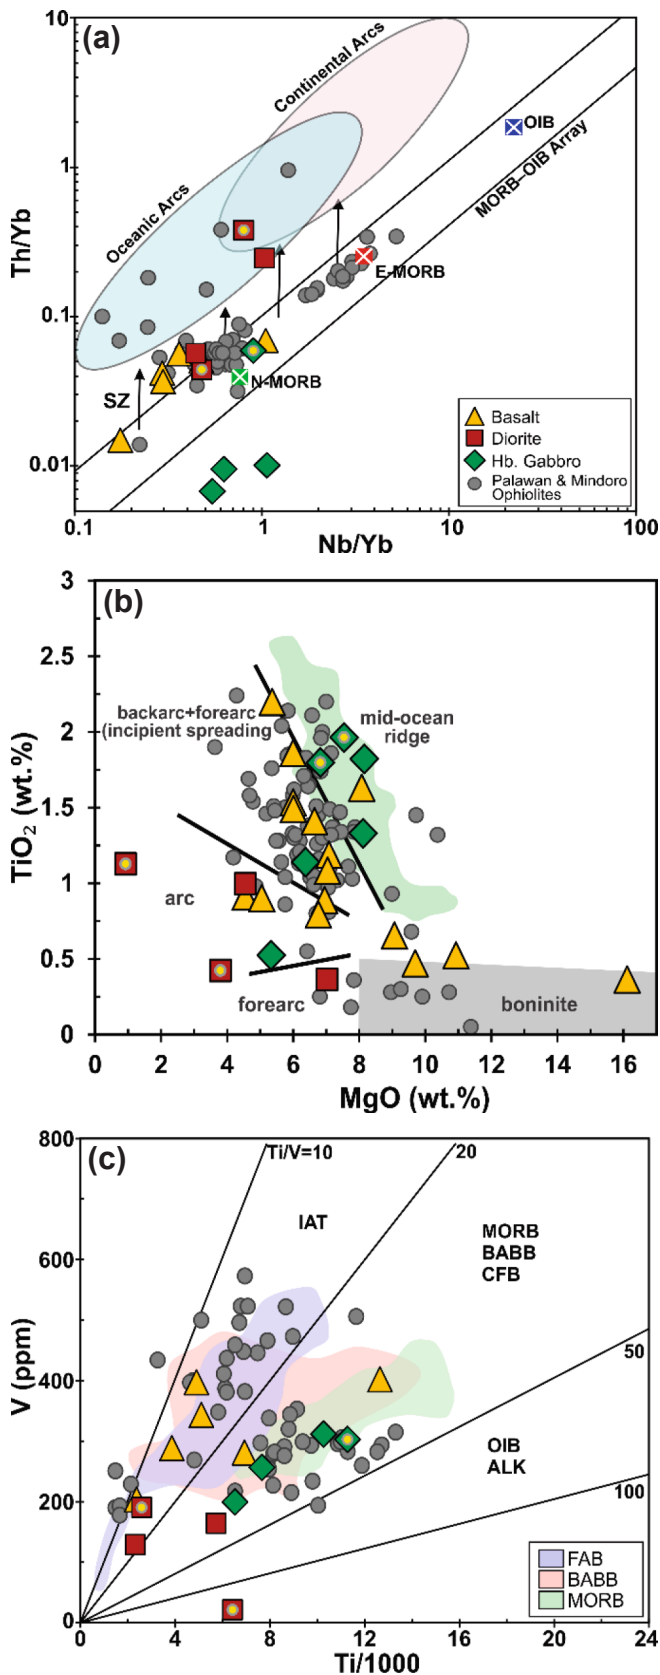 (a)
10
1
0.1
0.01
Th/Yb
Continental Arcs
Oceanic Arcs
OIB
MORB–OIB Array
E-MORB
N-MORB
SZ
Basalt
Diorite
Hb. Gabbro
Palawan & Mindoro
Ophiolites
0.1
1
10
100
Nb/Yb
(b)
3
2.5
2
1.5
1
0.5
0
TiO2 (wt.%)
backarc+forearc
(incipient spreading
mid-ocean
ridge
arc
forearc
boninite
0 2 4 6 8 10 12 14 16
MgO (wt.%)
(c)
800
600
400
200
0
V (ppm)
Ti/V=10
20
IAT
MORB
BABB
CFB
50
OIB
ALK
100
FAB
BABB
MORB
0 4 8 12 16 20 24
Ti/1000